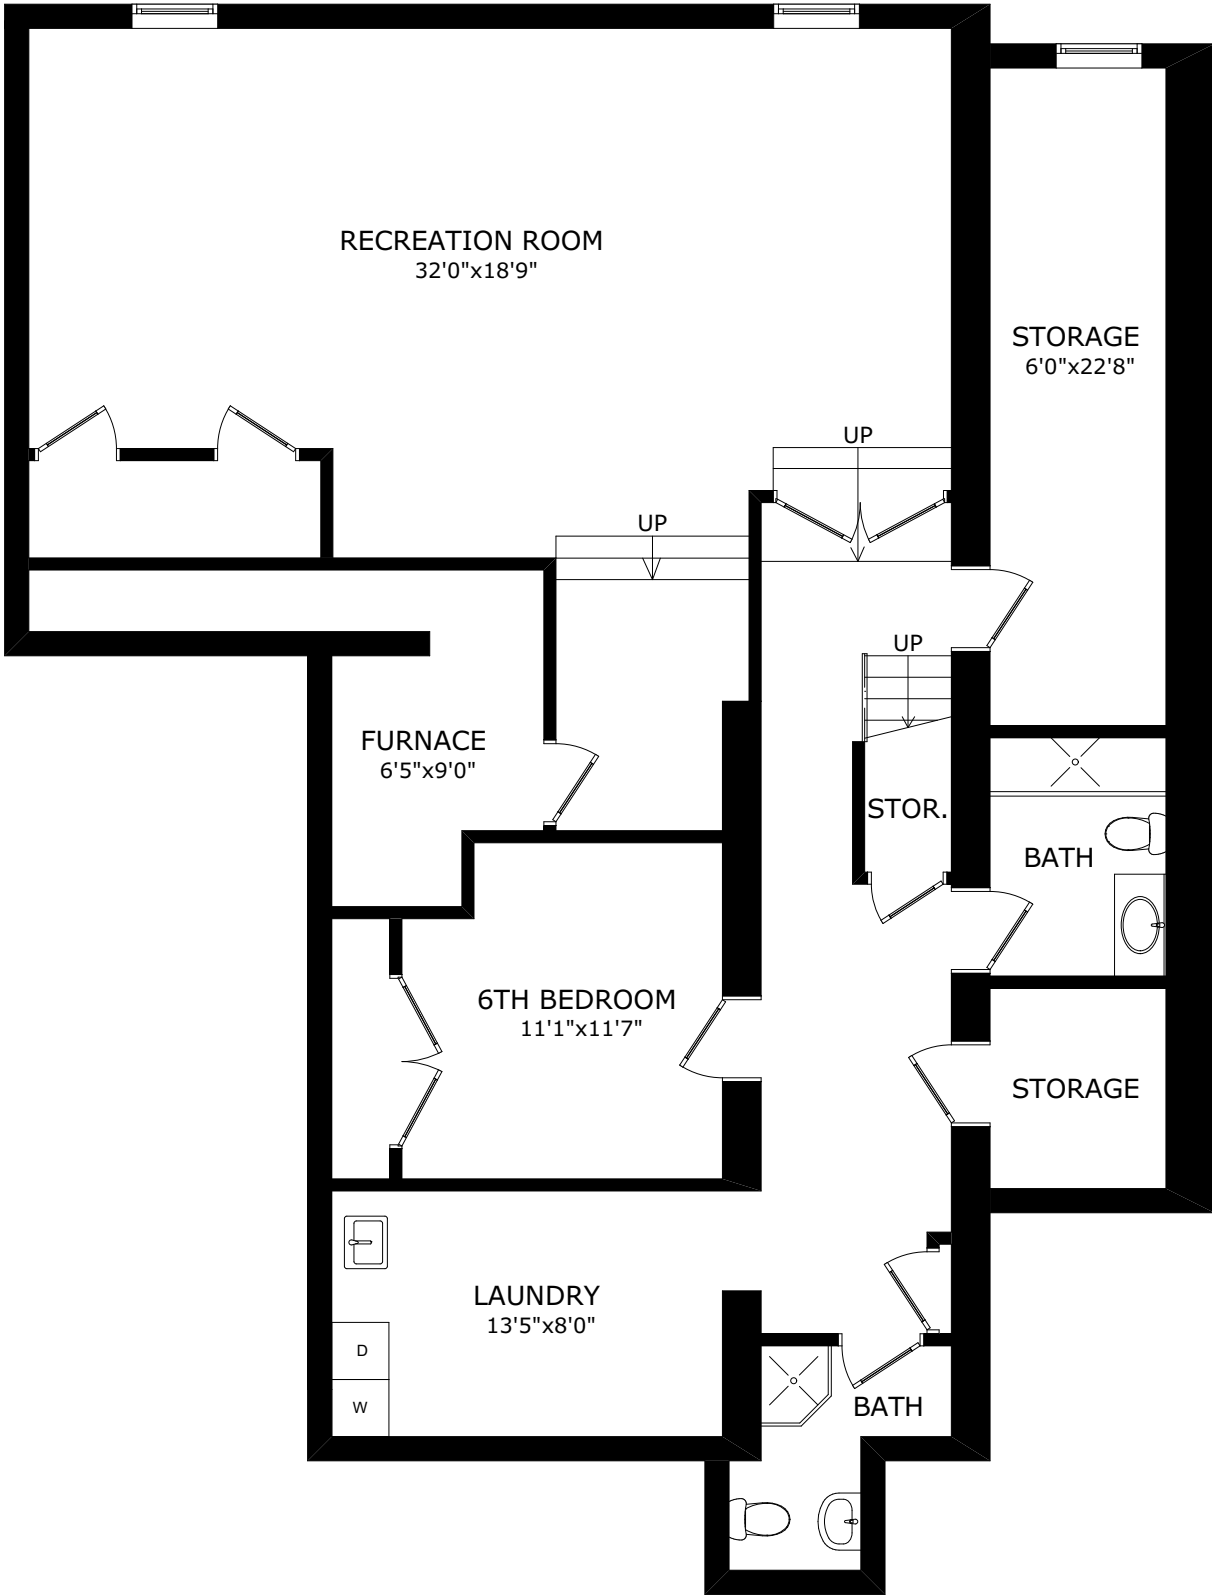 RECREATION ROOM
32'0"x18'9"
STORAGE
6'0"x22'8"
UP
UP
UP
FURNACE
6'5"x9'0"
STOR.
BATH
6TH BEDROOM
11'1"x11'7"
STORAGE
LAUNDRY
13'5"x8'0"
D
W
BATH